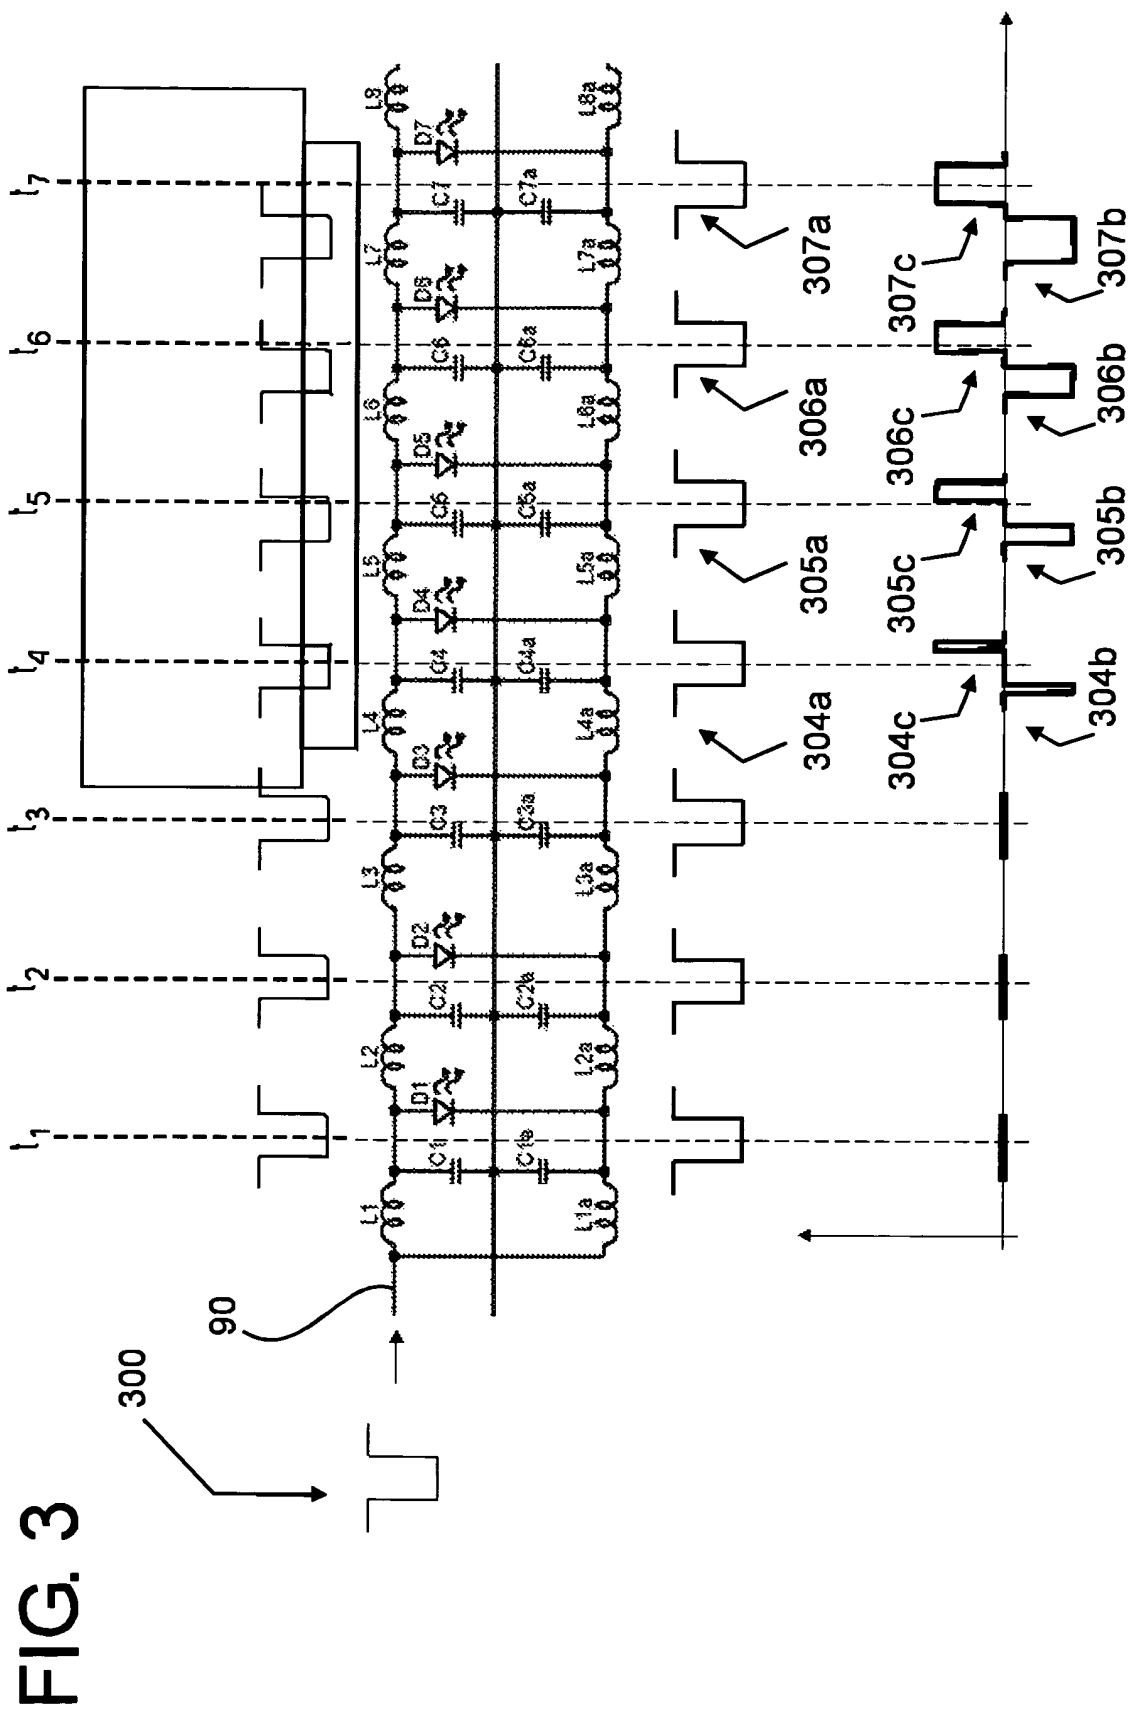 FIG. 3
300
90
t1 t2 t3 t4 t5 t6 t7
L1 L2 L3 L4 L5 L6 L7 L8
D1 D2 D3 D4 D5 D6 D7
C1 C2 C3 C4 C5 C6 C7
C1a C2a C3a C4a C5a C6a C7a
L1a L2a L3a L4a L5a L6a L7a L8a
304a 305a 306a 307a
304c 305c 306c 307c
304b 305b 306b 307b